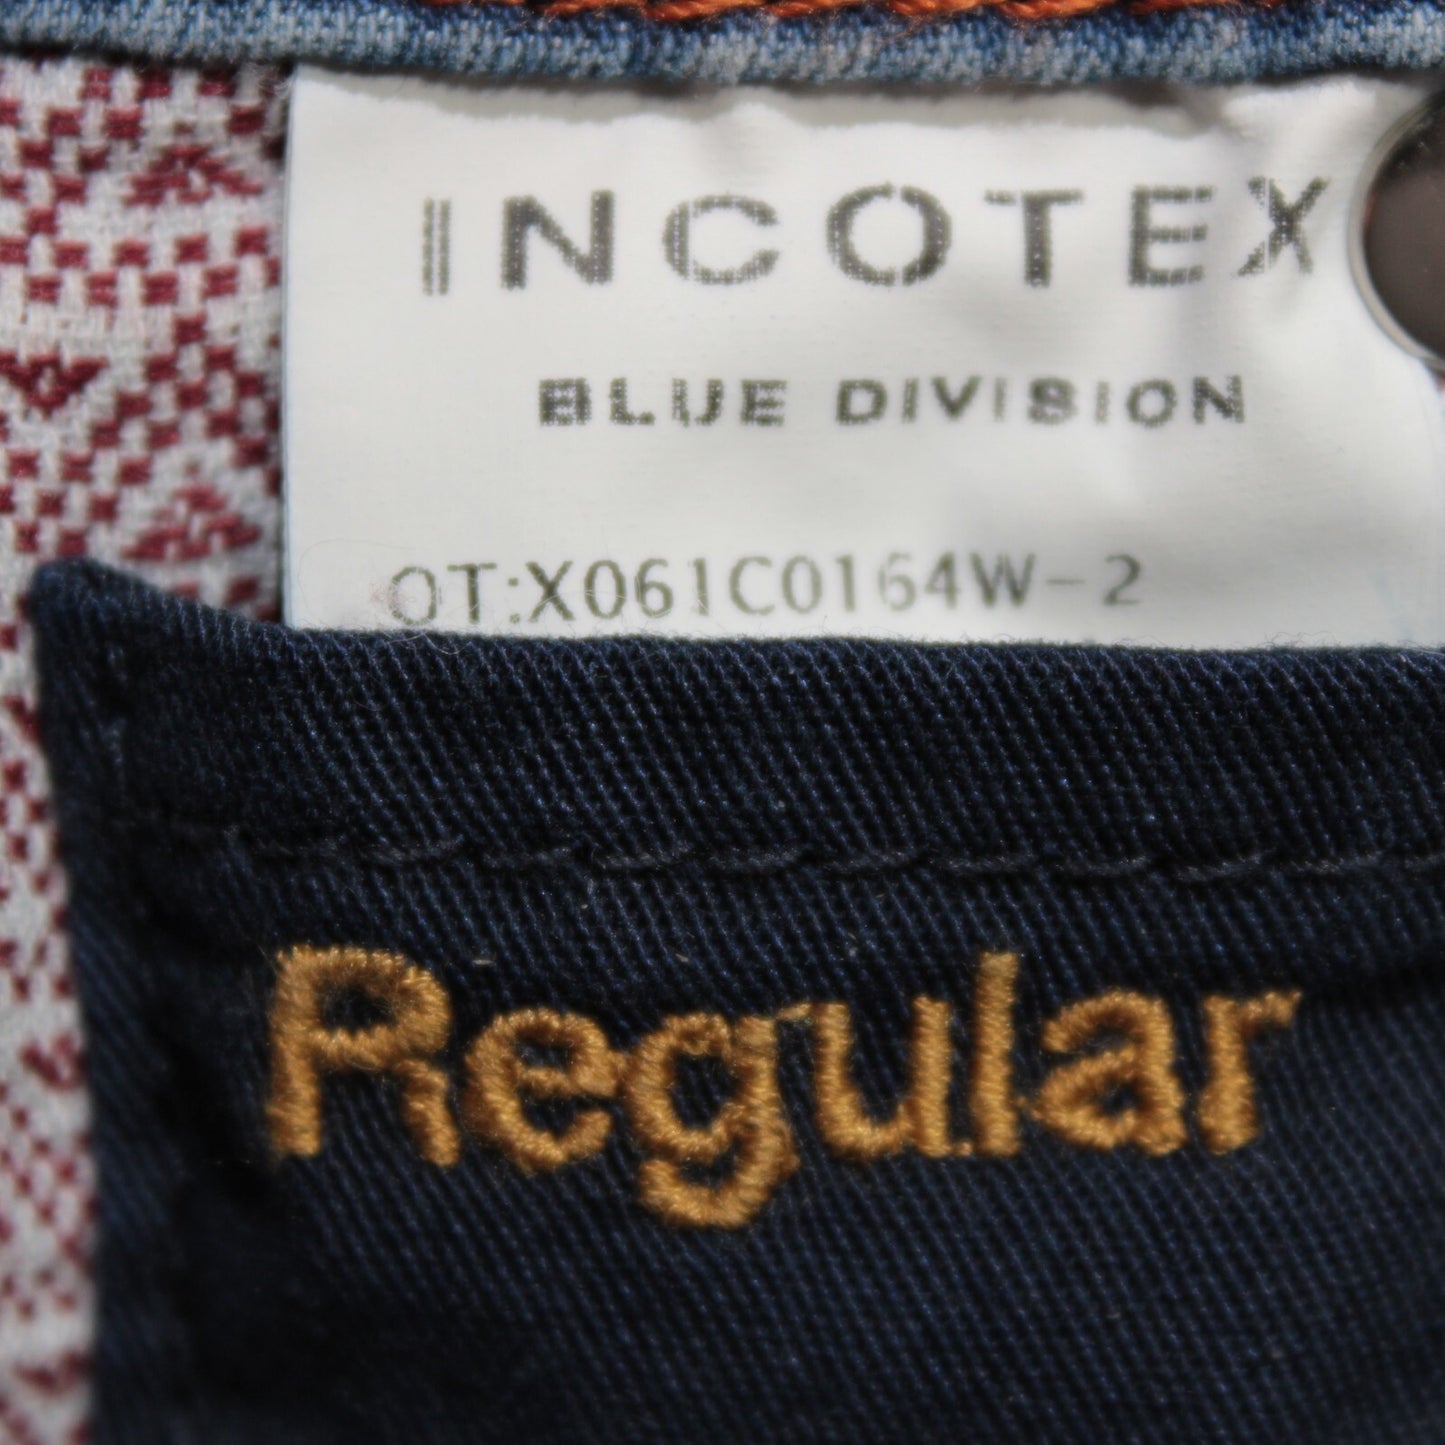 INCOTEX
BLUE DIVISION
OT:X061C0164W-2
Regular